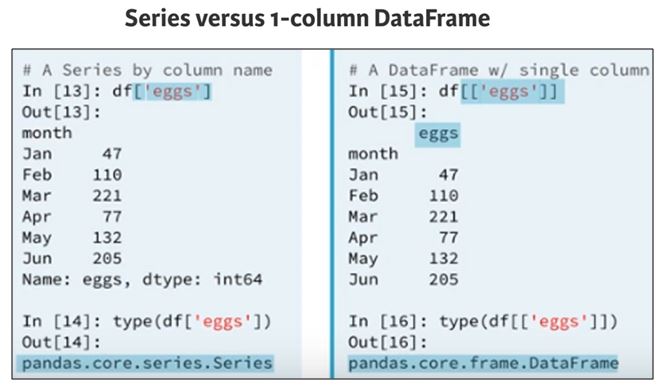 Series versus 1-column DataFrame
# A Series by column name
In [13]: df['eggs']
Out[13]:
month
Jan     47
Feb    110
Mar    221
Apr     77
May    132
Jun    205
Name: eggs, dtype: int64
In [14]: type(df['eggs'])
Out[14]:
pandas.core.series.Series
# A DataFrame w/ single column
In [15]: df[['eggs']]
Out[15]:
       eggs
month
Jan      47
Feb     110
Mar     221
Apr      77
May     132
Jun     205
In [16]: type(df[['eggs']])
Out[16]:
pandas.core.frame.DataFrame